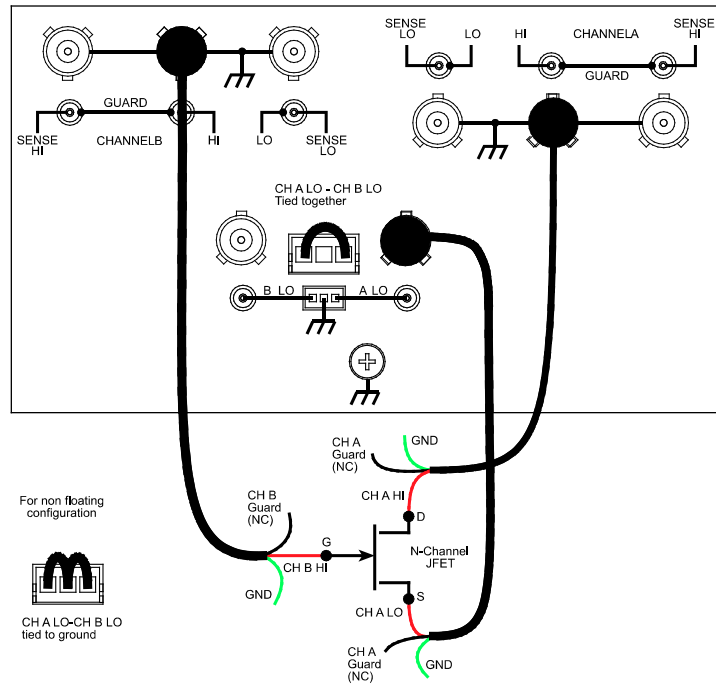 SENSE
LO
LO
HI
CHANNELA
SENSE
HI
GUARD
GUARD
SENSE
HI
CHANNELB
HI
LO
SENSE
LO
CH A LO - CH B LO
Tied together
B LO
A LO
For non floating
configuration
CH A LO-CH B LO
tied to ground
CH A
Guard
(NC)
GND
CH A HI
D
CH B
Guard
(NC)
G
CH B HI
GND
N-Channel
JFET
S
CH A LO
CH A
Guard
(NC)
GND